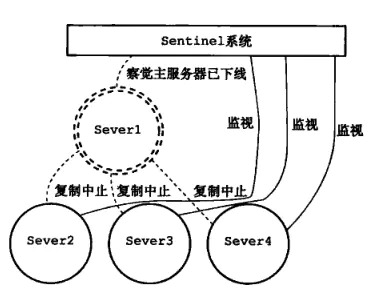 Sentinel系统
察觉主服务器已下线
Sever1
监视
监视
监视
复制中止
复制中止
复制中止
Sever2
Sever3
Sever4